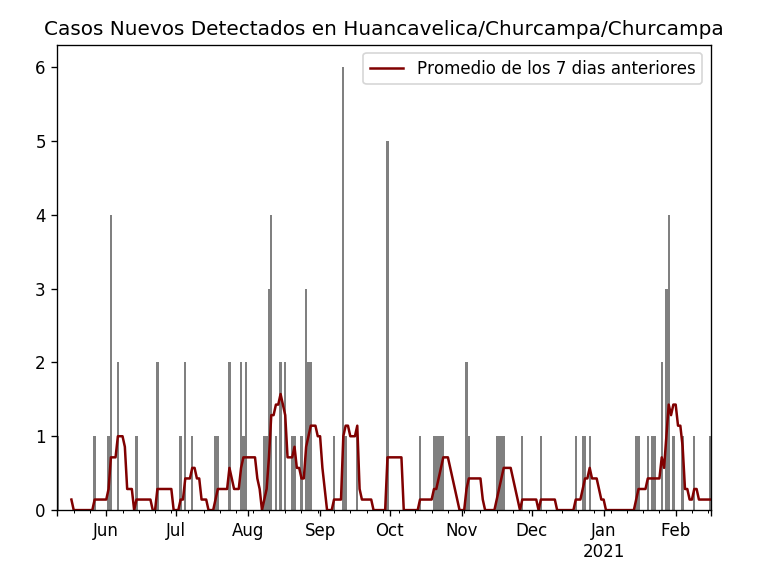 Casos Nuevos Detectados en Huancavelica/Churcampa/Churcampa
Promedio de los 7 dias anteriores
6
5
4
3
2
1
0
Jun Jul Aug Sep Oct Nov Dec Jan Feb
2021